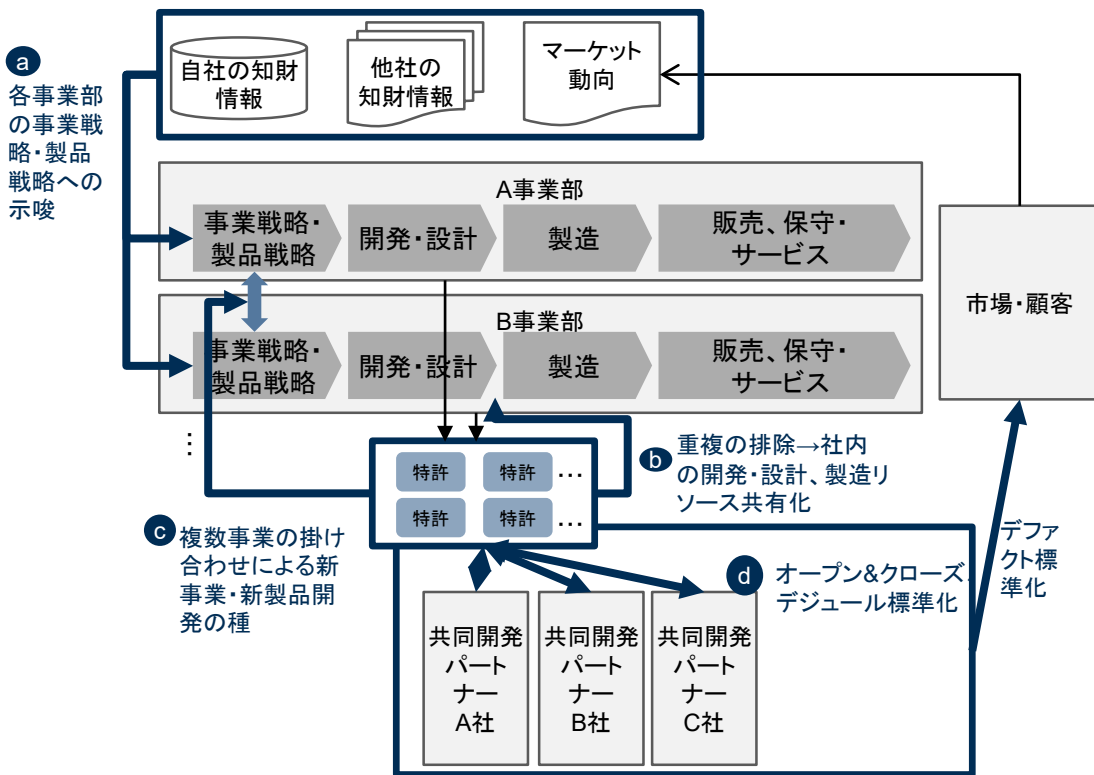 a
各事業部
の事業戦
略・製品
戦略への
示唆
自社の知財
情報
他社の
知財情報
マーケット
動向
A事業部
事業戦略・
製品戦略
開発・設計
製造
販売、保守・
サービス
B事業部
事業戦略・
製品戦略
開発・設計
製造
販売、保守・
サービス
市場・顧客
⋮
特許
特許
…
特許
特許
…
b
重複の排除→社内
の開発・設計、製造リ
ソース共有化
c
複数事業の掛け
合わせによる新
事業・新製品開
発の種
d
オープン&クローズ、
デジュール標準化
デファ
クト標
準化
共同開発
パート
ナー
A社
共同開発
パート
ナー
B社
共同開発
パート
ナー
C社